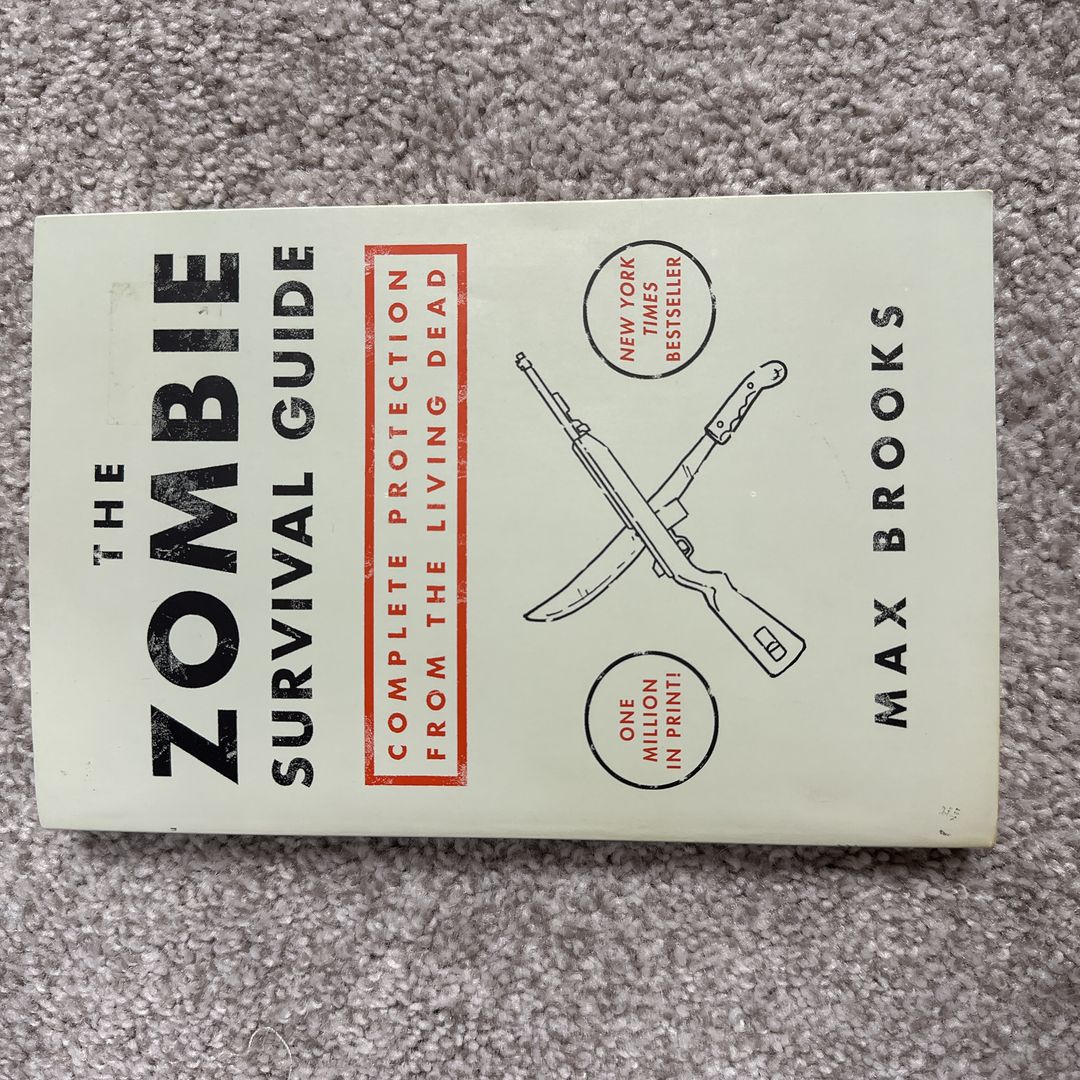 THE
ZOMBIE
SURVIVAL GUIDE
COMPLETE PROTECTION
FROM THE LIVING DEAD
ONE
MILLION
IN PRINT!
NEW YORK
TIMES
BESTSELLER
MAX BROOKS